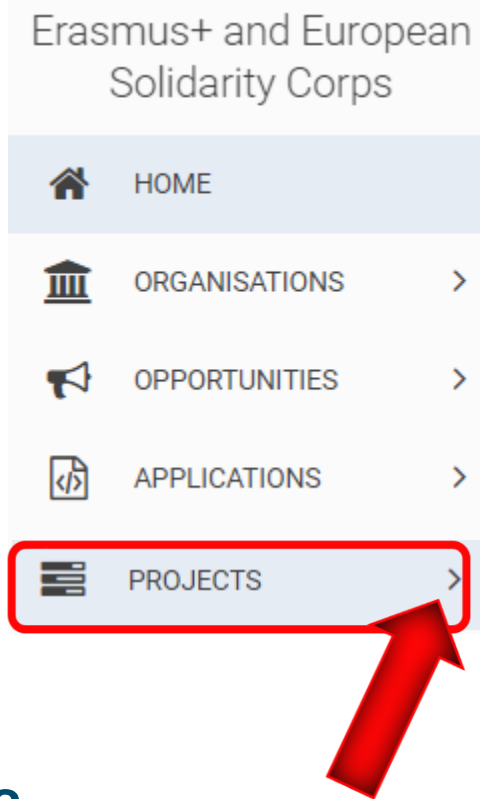 Erasmus+ and European
Solidarity Corps
HOME
ORGANISATIONS
OPPORTUNITIES
APPLICATIONS
PROJECTS